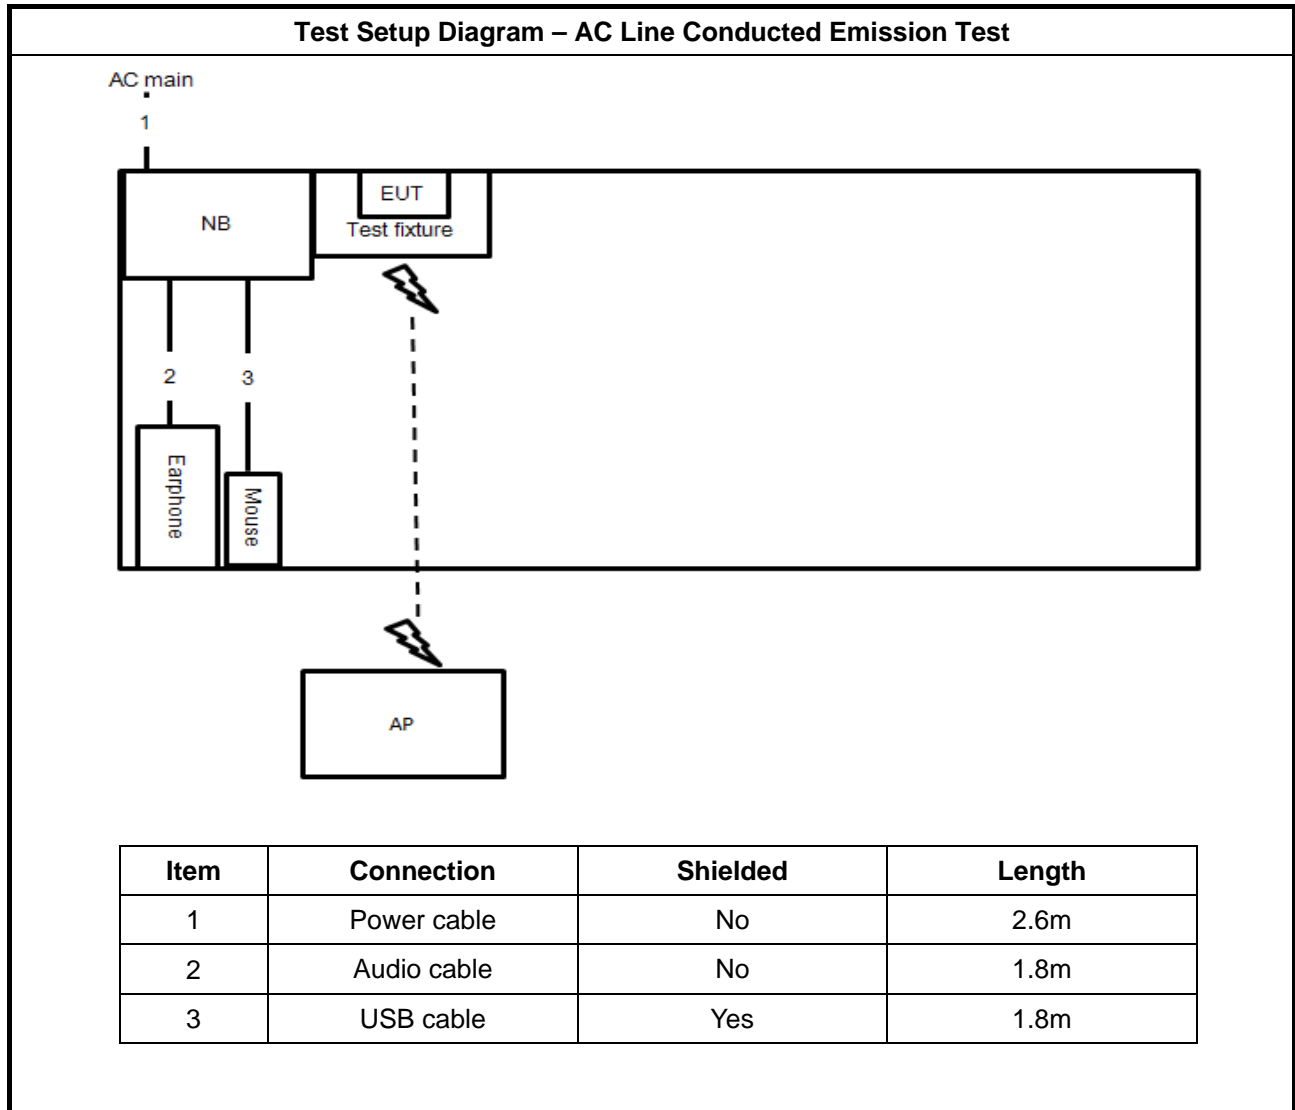 Test Setup Diagram – AC Line Conducted Emission Test
AC main
1
NB
EUT
Test fixture
2
3
Earphone
Mouse
AP
Item Connection Shielded Length
1 Power cable No 2.6m
2 Audio cable No 1.8m
3 USB cable Yes 1.8m